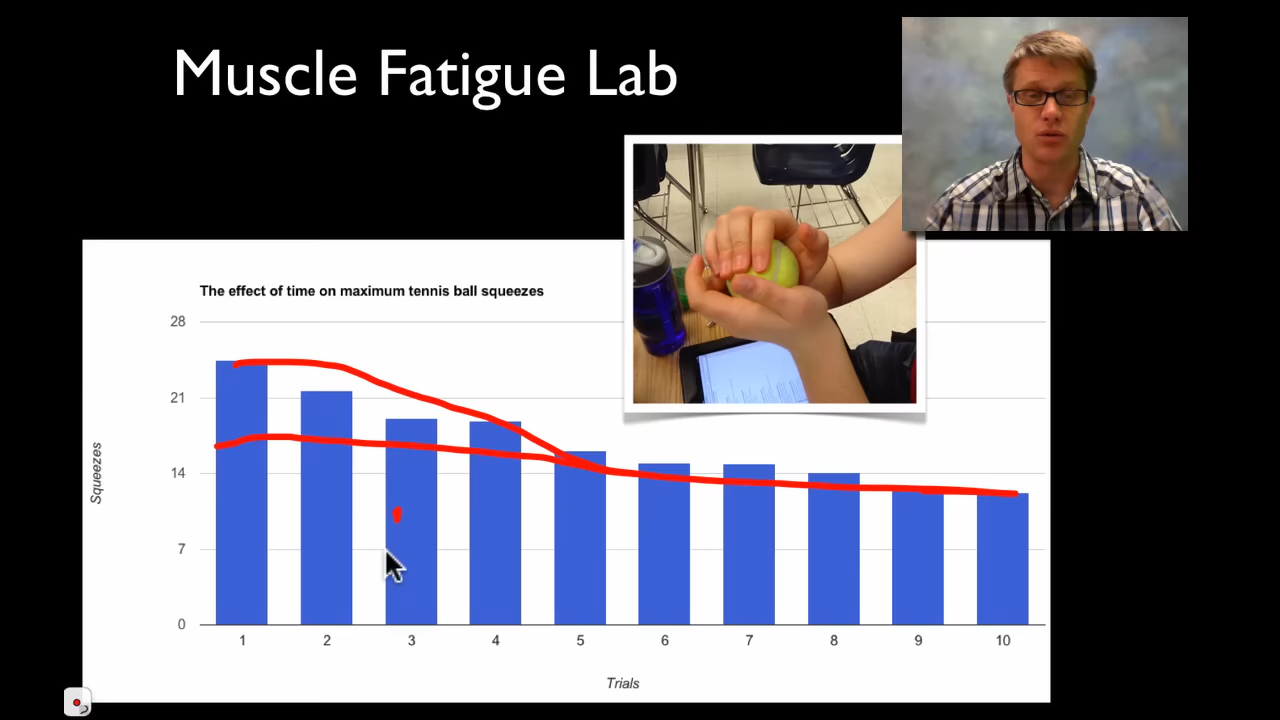 Muscle Fatigue Lab
The effect of time on maximum tennis ball squeezes
28
21
14
7
0
Squeezes
1 2 3 4 5 6 7 8 9 10
Trials